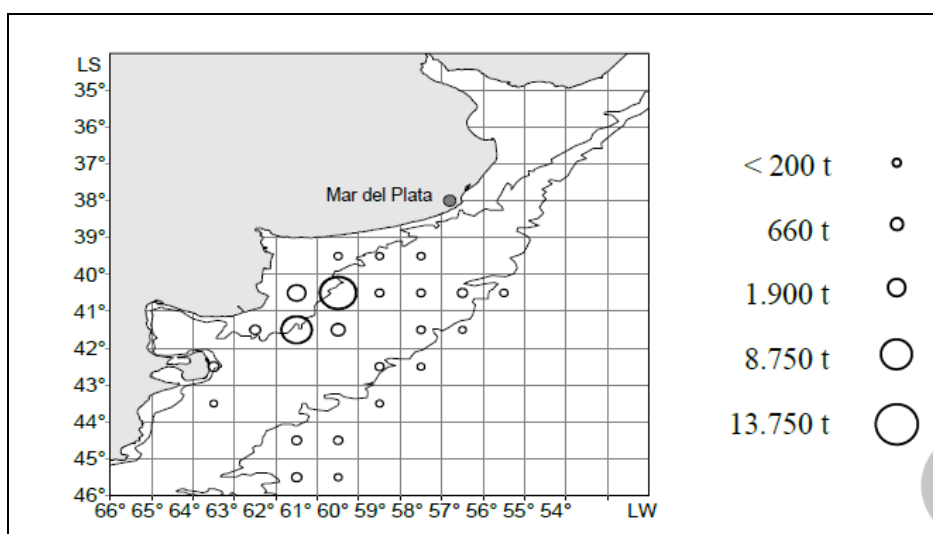 LS
35°
36°
37°
Mar del Plata
38°
39°
40°
41°
42°
43°
44°
45°
46°
66° 65° 64° 63° 62° 61° 60° 59° 58° 57° 56° 55° 54° LW
< 200 t
660 t
1.900 t
8.750 t
13.750 t